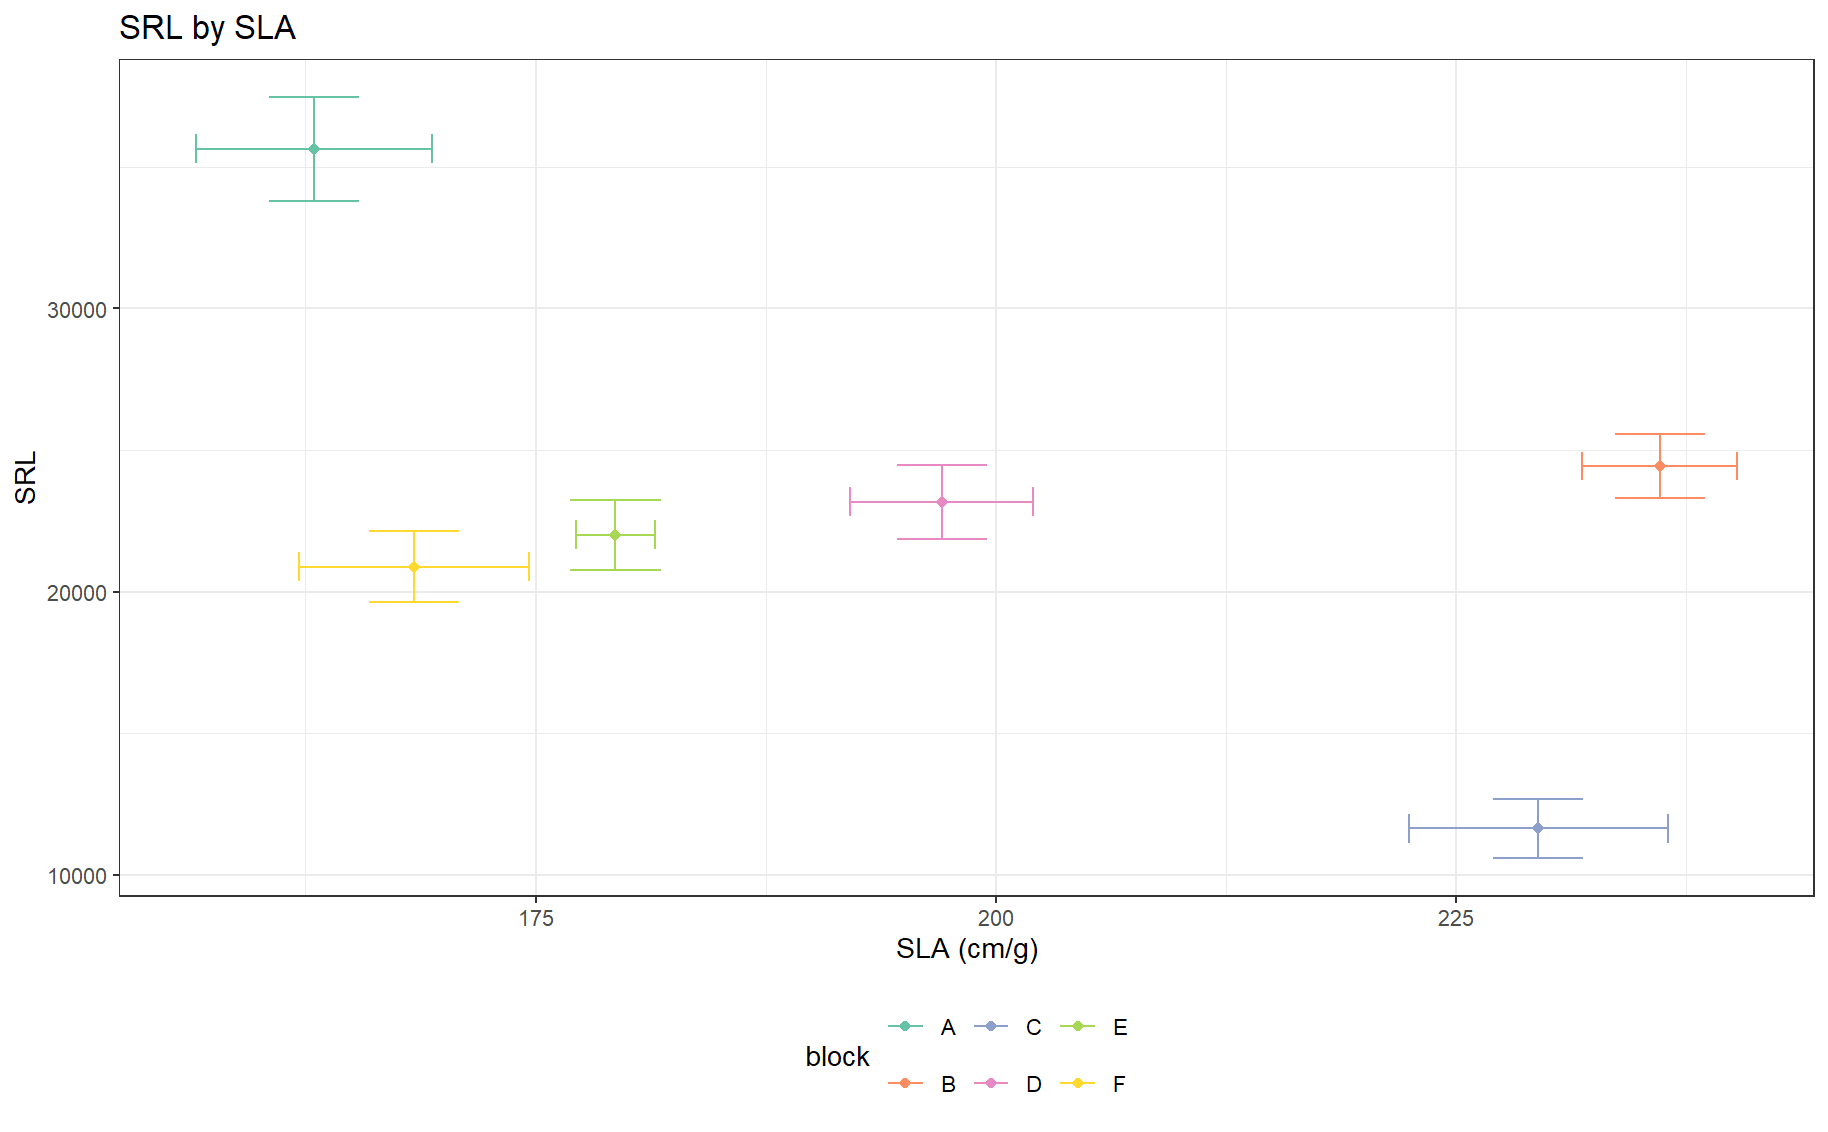 SRL by SLA
30000
20000
10000
SRL
175 200 225
SLA (cm/g)
block
A C E
B D F